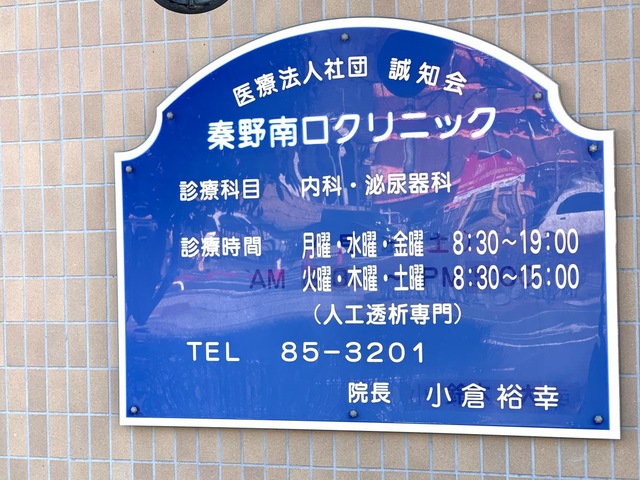 医療法人社団 誠知会
秦野南口クリニック
診療科目 内科・泌尿器科
診療時間 月曜・水曜・金曜 8:30～19:00
火曜・木曜・土曜 8:30～15:00
(人工透析専門)
TEL 85-3201
院長 小倉裕幸